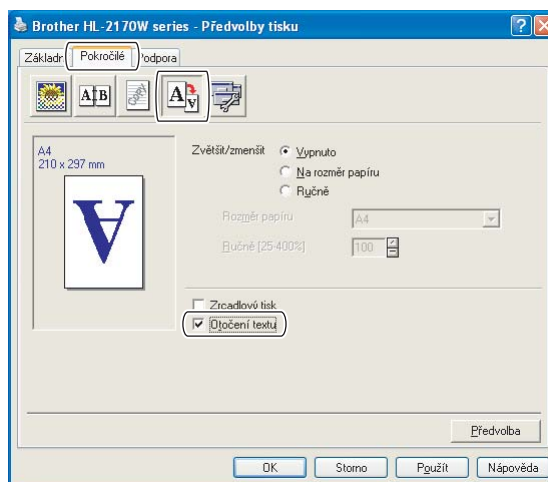 Brother HL-2170W series - Předvolby tisku
Základní Pokročilé Podpora
A B A A
A4
210 x 297 mm
A
Zvětšit/zmenšit Vypnuto
Na rozměr papíru
Ručně
Rozměr papíru A4
Ručně [25-400%] 100
Zrcadlový tisk
Otočení textu
Předvolba
OK Storno Použít Nápověda